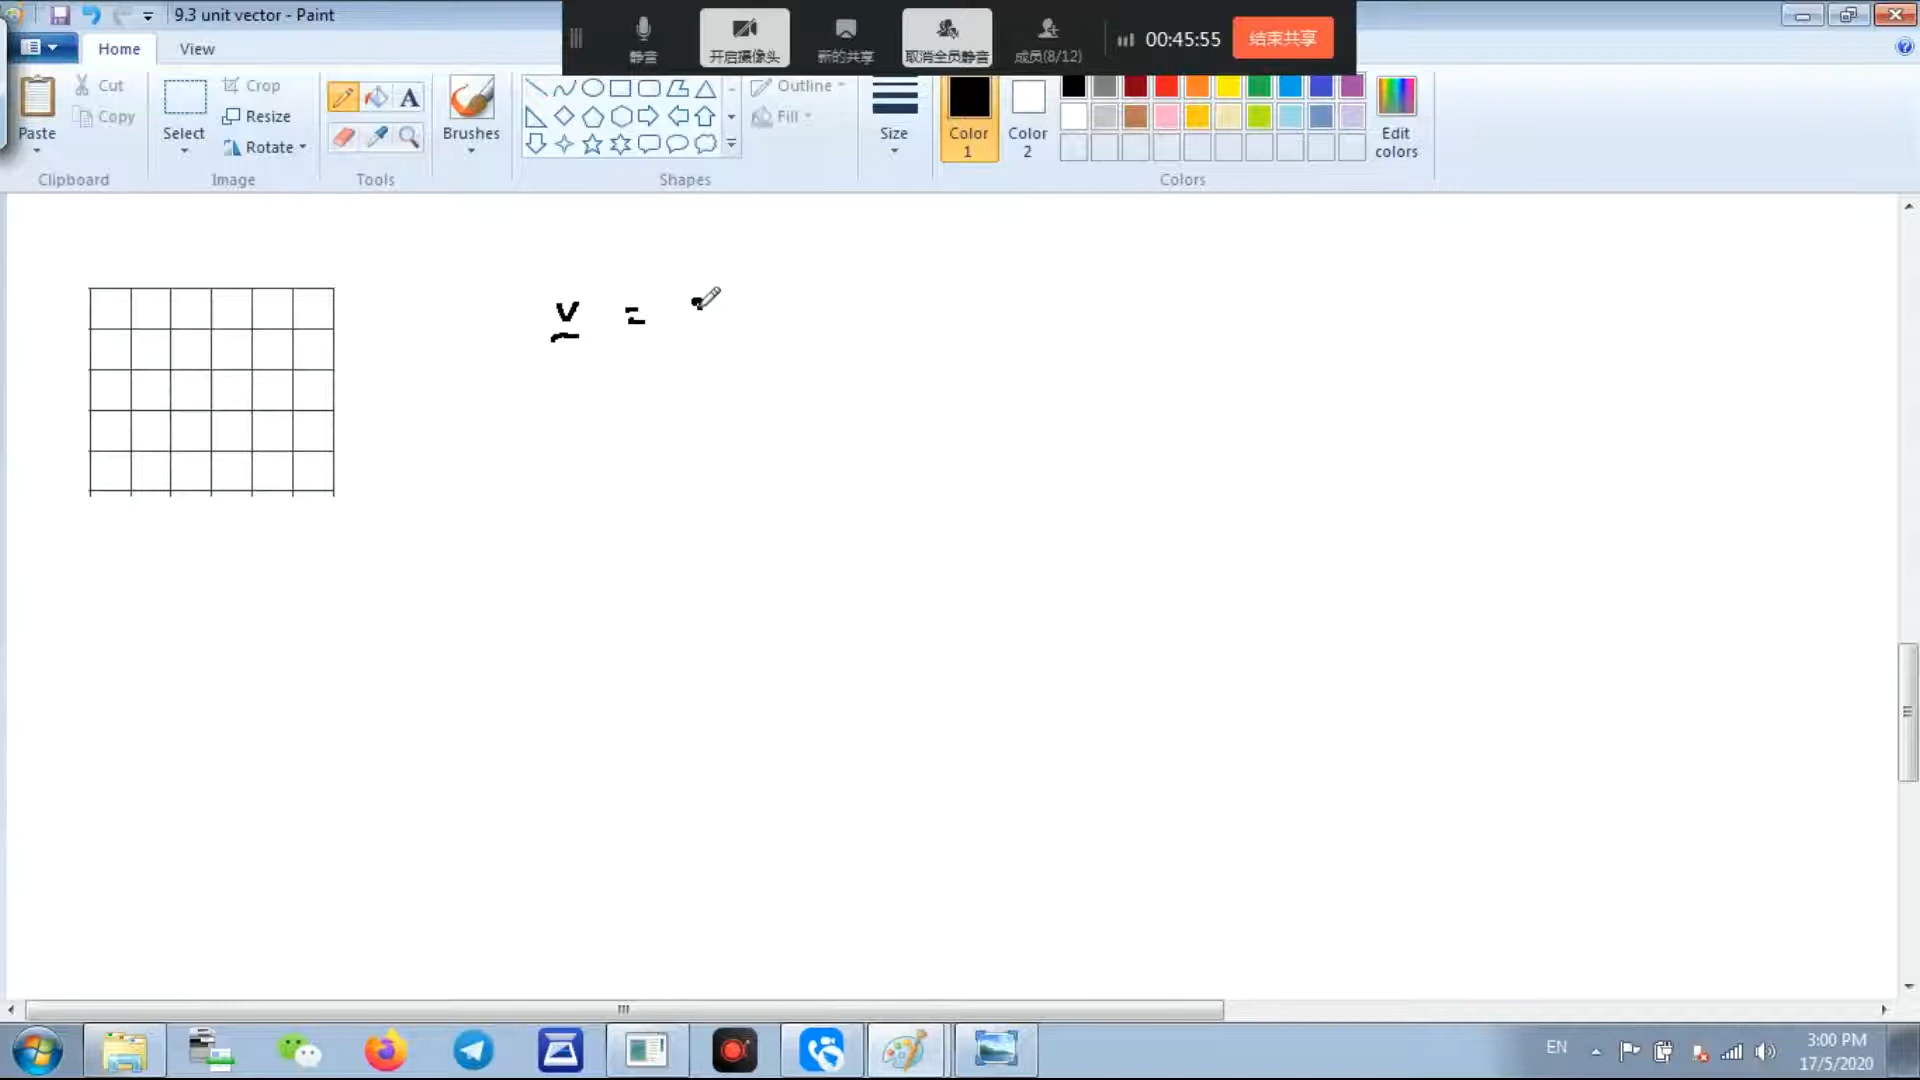 9.3 unit vector - Paint
静音
开启摄像头
新的共享
取消全员静音
成员(8/12)
00:45:55
结束共享
Home
View
Paste
Cut
Copy
Clipboard
Select
Crop
Resize
Rotate
Image
A
Tools
Brushes
Shapes
Outline
Fill
Size
Color 1
Color 2
Edit colors
Colors
v =
EN
3:00 PM
17/5/2020